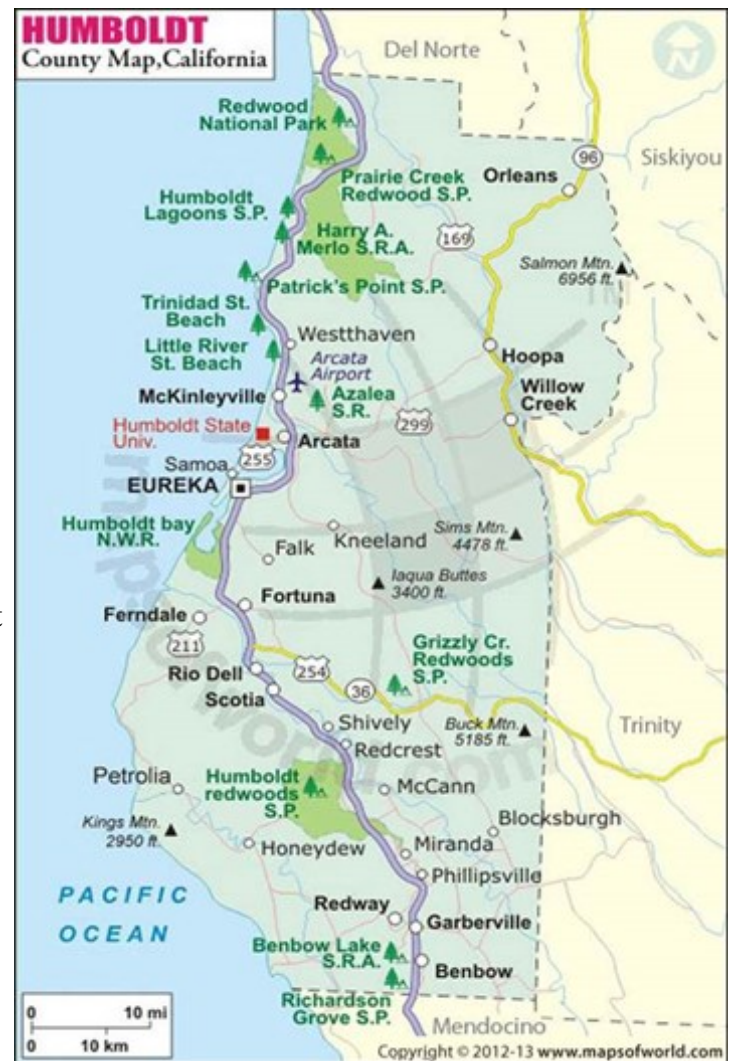 HUMBOLDT
County Map,California
N
Del Norte
Siskiyou
Redwood
National Park
Prairie Creek
Redwood S.P.
Orleans
96
Humboldt
Lagoons S.P.
Harry A.
Merlo S.R.A.
169
Salmon Mtn.
6956 ft.
Patrick's Point S.P.
Trinidad St.
Beach
Westthaven
Little River
St. Beach
Arcata
Airport
Hoopa
Willow
Creek
McKinleyville
Azalea
S.R.
Humboldt State
Univ.
299
Arcata
255
Samoa
EUREKA
Humboldt bay
N.W.R.
Kneeland
Sims Mtn.
4478 ft.
Falk
Iaqua Buttes
3400 ft.
Fortuna
Ferndale
211
Grizzly Cr.
Redwoods
S.P.
Rio Dell
254
36
Scotia
Shively
Buck Mtn.
5185 ft.
Trinity
Redcrest
Petrolia
Humboldt
redwoods
S.P.
McCann
Kings Mtn.
2950 ft.
Blocksburgh
Honeydew
Miranda
Phillipsville
PACIFIC
OCEAN
Redway
Garberville
Benbow Lake
S.R.A.
Benbow
Richardson
Grove S.P.
0 10 mi
0 10 km
Mendocino
Copyright © 2012-13 www.mapsofworld.com